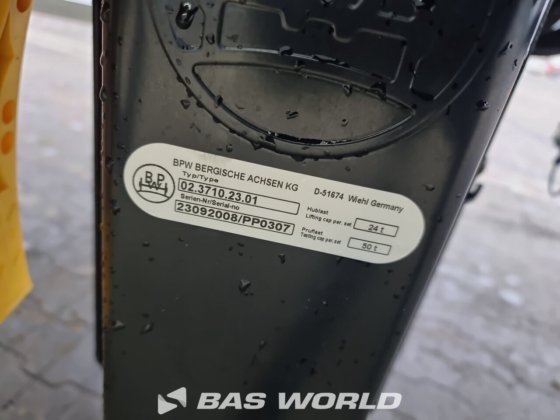 BPW BERGISCHE ACHSEN KG D-51674 Wiehl Germany
BPW
Typ/Type
02.3710.23.01
Serien-Nr/Serial-no
23092008/PP0307
Hublast
Lifting cap per. set
24 t
Pruflast
Testing cap per. set
50 t
BAS WORLD